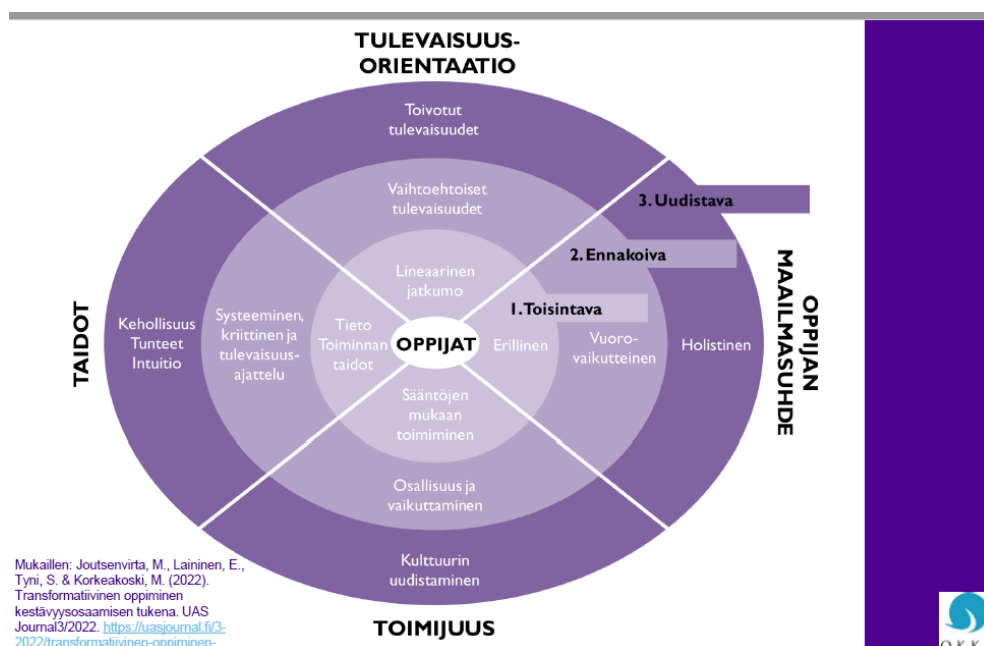 TULEVAISUUS-
ORIENTAATIO
Toivotut
tulevaisuudet
Vaihtoehtoiset
tulevaisuudet
Lineaarinen
jatkumo
3. Uudistava
2. Ennakoiva
1. Toisintava
TAIDOT
Kehollisuus
Tunteet
Intuitio
Systeeminen,
kriittinen ja
tulevaisuus-
ajattelu
Tieto
Toiminnan
taidot
OPPIJAT
Erillinen
Vuoro-
vaikutteinen
Holistinen
OPPIJAN
MAAILMASUHDE
Sääntöjen
mukaan
toimiminen
Osallisuus ja
vaikuttaminen
Kulttuurin
uudistaminen
TOIMIJUUS
Mukaillen: Joutsenvirta, M., Laininen, E.,
Tyni, S. & Korkeakoski, M. (2022).
Transformatiivinen oppiminen
kestävyysosaamisen tukena. UAS
Journal3/2022. https://uasjournal.fi/3-
2022/transformatiivinen-oppiminen-